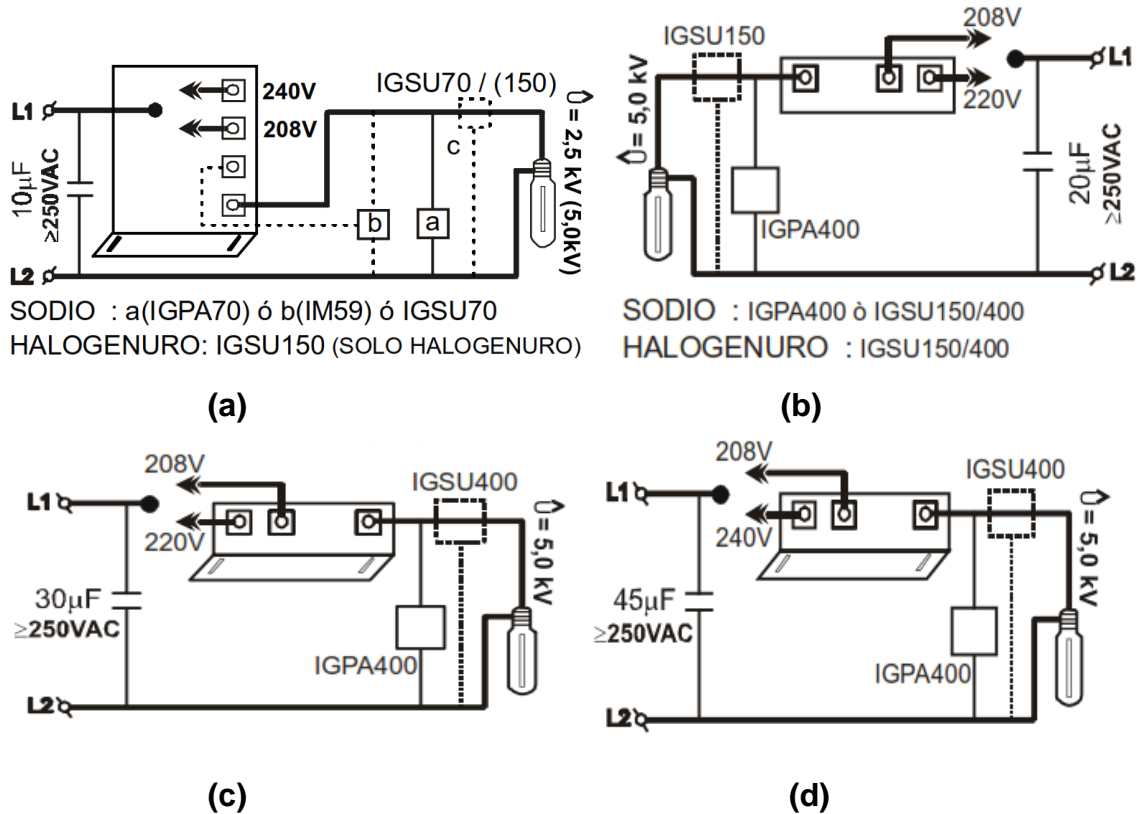 L1
10µF
≥250VAC
L2
240V
208V
IGSU70 / (150)
c
b
a
Û = 2,5 kV (5,0kV)
SODIO : a(IGPA70) ó b(IM59) ó IGSU70
HALOGENURO: IGSU150 (SOLO HALOGENURO)
(a)
IGSU150
208V
220V
L1
Û = 5,0 kV
IGPA400
20µF
≥250VAC
L2
SODIO : IGPA400 ò IGSU150/400
HALOGENURO : IGSU150/400
(b)
208V
L1
220V
IGSU400
Û = 5,0 kV
30µF
≥250VAC
IGPA400
L2
(c)
208V
L1
240V
IGSU400
Û = 5,0 kV
45µF
≥250VAC
IGPA400
L2
(d)